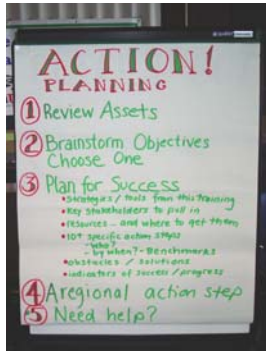 ACTION!
PLANNING
1 Review Assets
2 Brainstorm Objectives
Choose One
3 Plan for Success
• strategies / tools from this training
• Key stakeholders to pull in
• resources... and where to get them
• 10+ specific action steps
- who?
- by when? - Benchmarks
• obstacles / solutions
• indicators of success / progress
4 A regional action step
5 Need help?